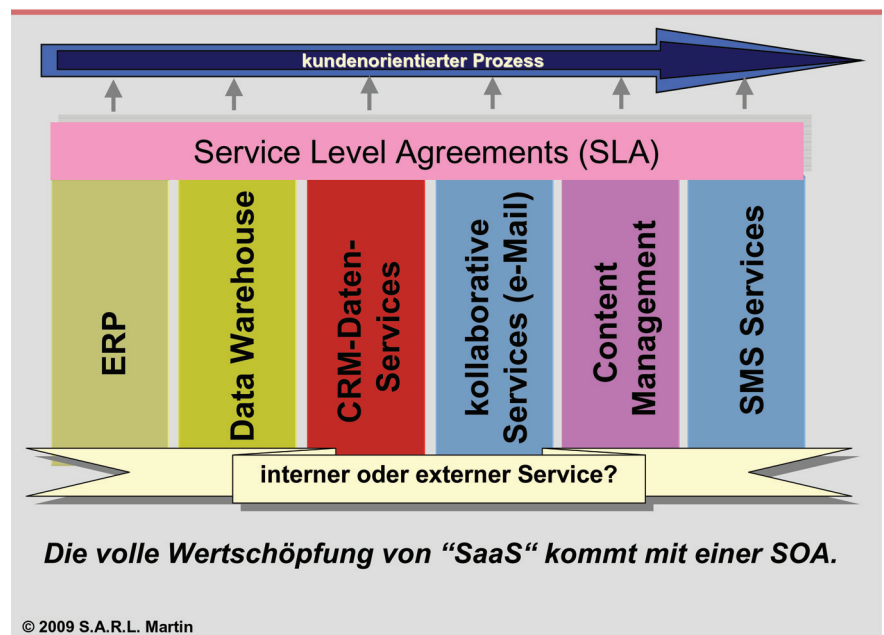 kundenorientierter Prozess
Service Level Agreements (SLA)
ERP
Data Warehouse
CRM-Daten-
Services
kollaborative
Services (e-Mail)
Content
Management
SMS Services
interner oder externer Service?
Die volle Wertschöpfung von “SaaS“ kommt mit einer SOA.
© 2009 S.A.R.L. Martin